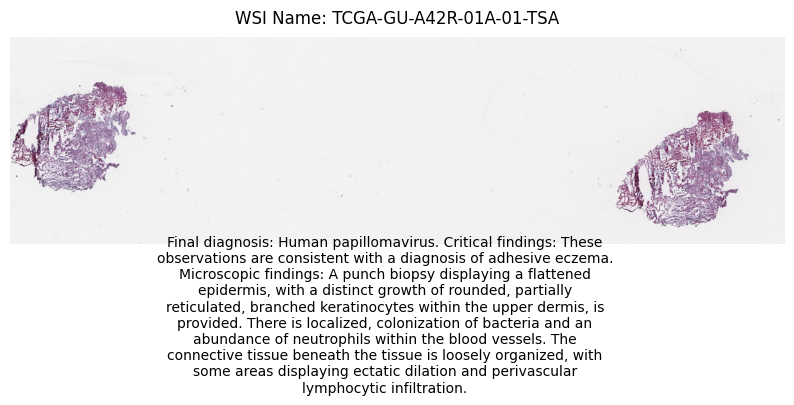 WSI Name: TCGA-GU-A42R-01A-01-TSA
Final diagnosis: Human papillomavirus. Critical findings: These
observations are consistent with a diagnosis of adhesive eczema.
Microscopic findings: A punch biopsy displaying a flattened
epidermis, with a distinct growth of rounded, partially
reticulated, branched keratinocytes within the upper dermis, is
provided. There is localized, colonization of bacteria and an
abundance of neutrophils within the blood vessels. The
connective tissue beneath the tissue is loosely organized, with
some areas displaying ectatic dilation and perivascular
lymphocytic infiltration.